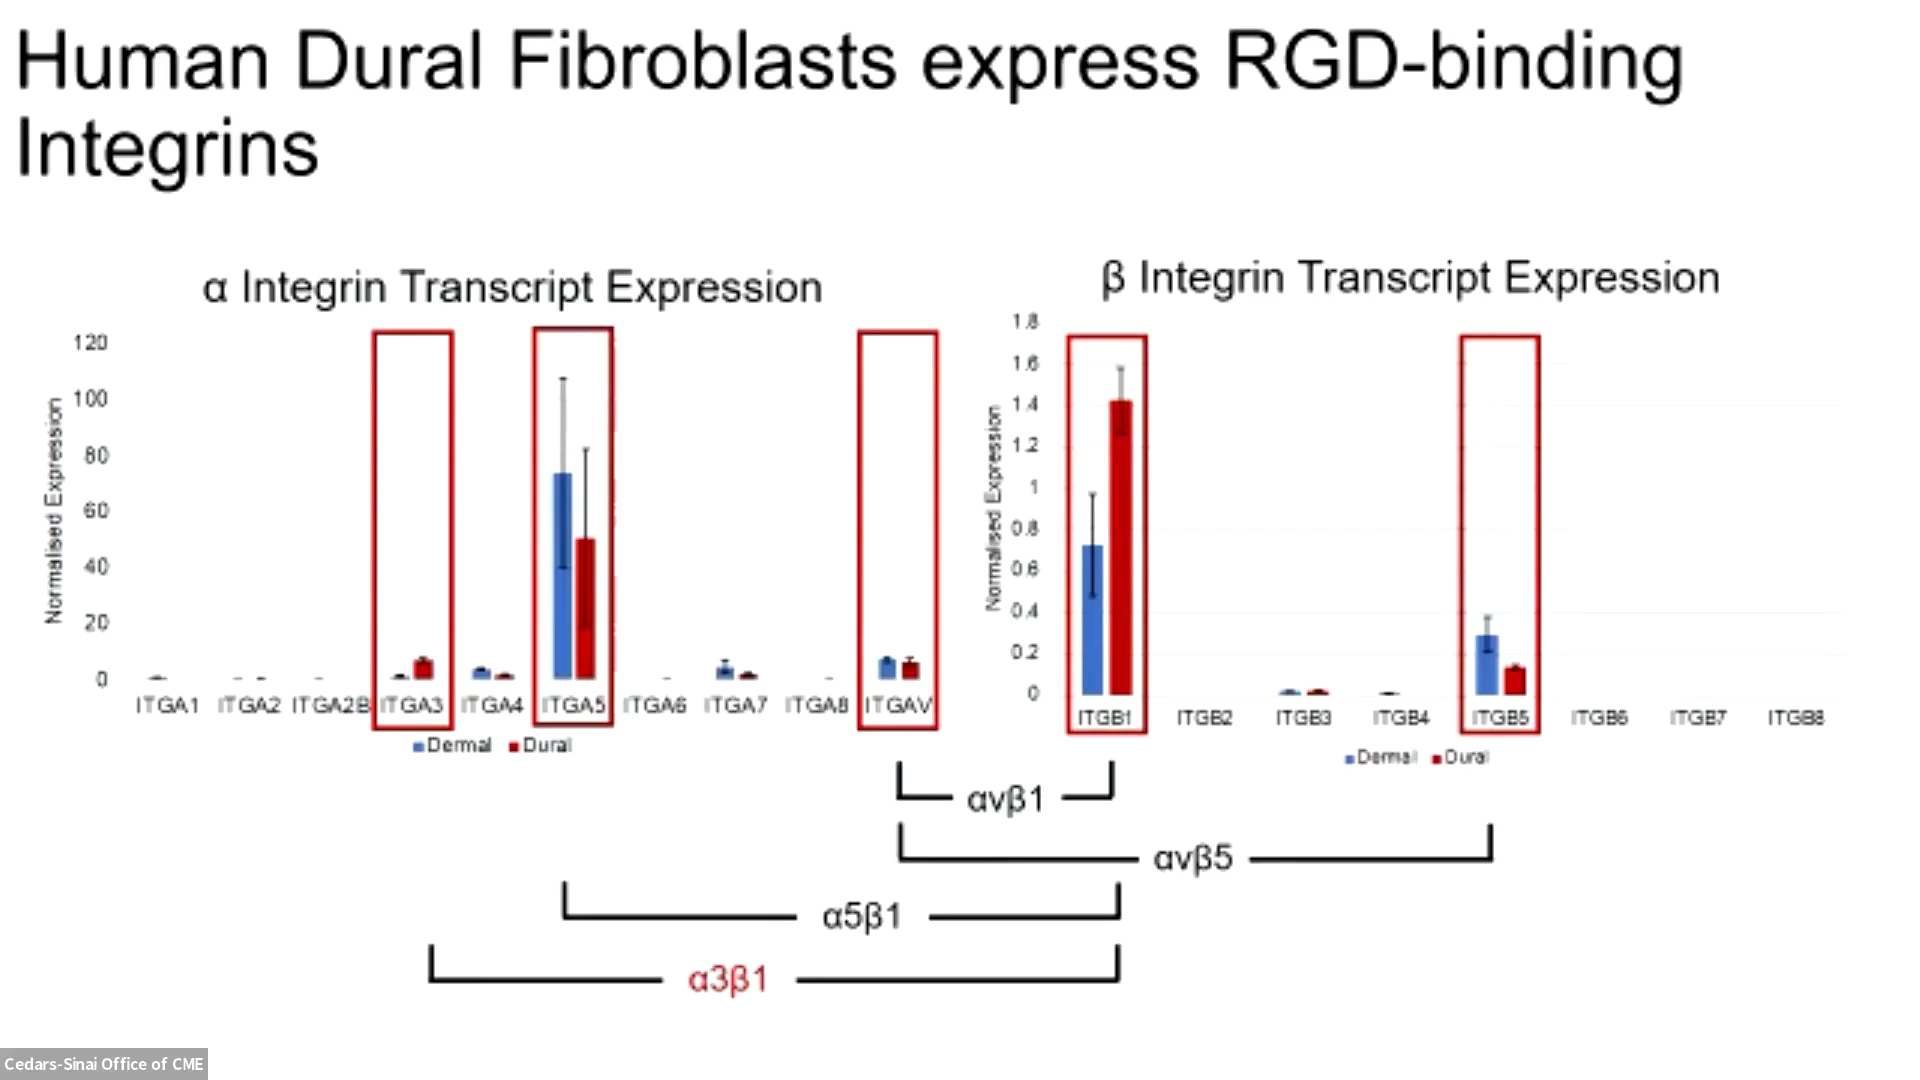 Human Dural Fibroblasts express RGD-binding
Integrins
α Integrin Transcript Expression
120
100
80
60
40
20
0
Normalised Expression
ITGA1 ITGA2 ITGA2B ITGA3 ITGA4 ITGA5 ITGA6 ITGA7 ITGA8 ITGAV
Dermal Dural
β Integrin Transcript Expression
1.8
1.6
1.4
1.2
1
0.8
0.6
0.4
0.2
0
Normalised Expression
ITGB1 ITGB2 ITGB3 ITGB4 ITGB5 ITGB6 ITGB7 ITGB8
Dermal Dural
αvβ1
αvβ5
α5β1
α3β1
Cedars-Sinai Office of CME